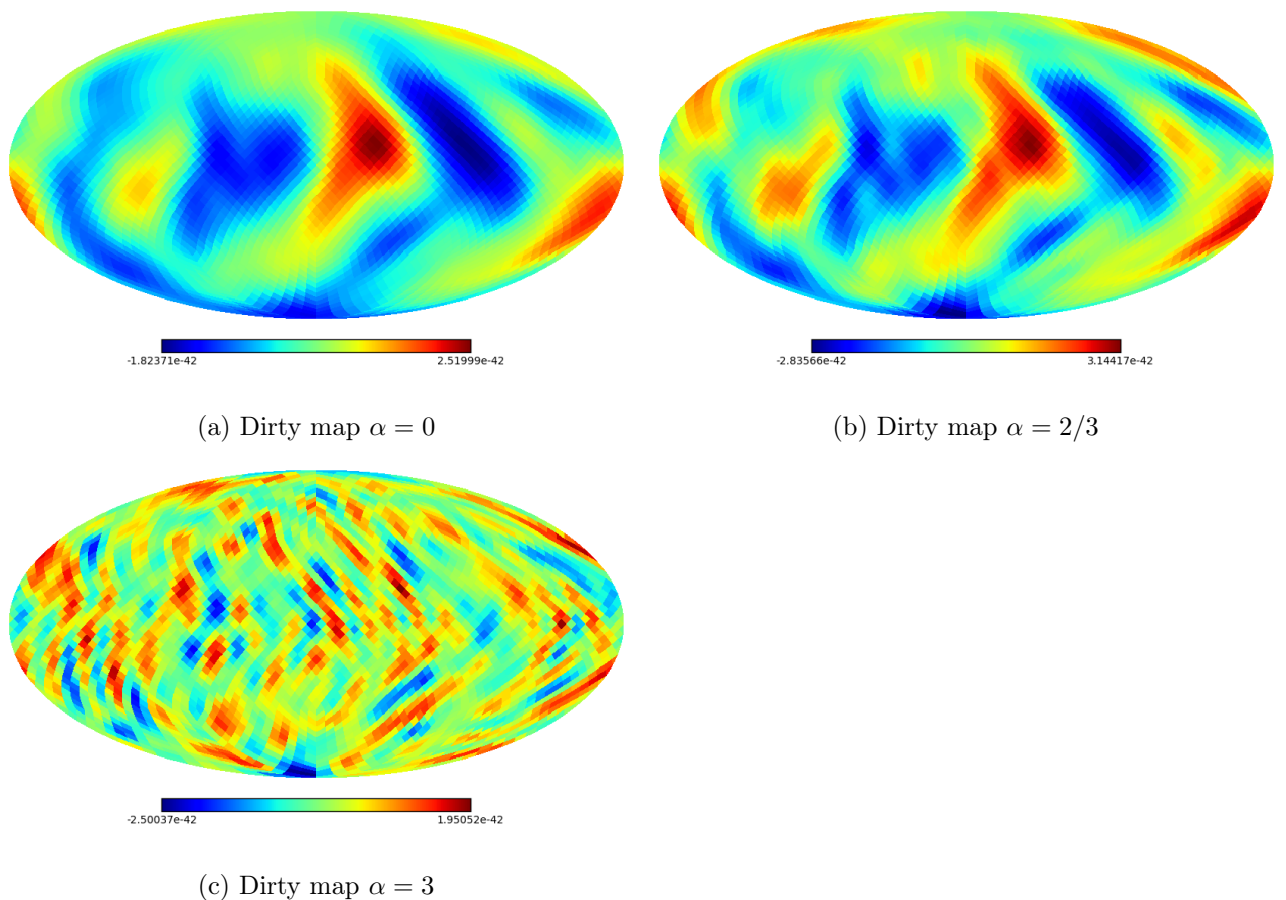 -1.82371e-42 2.51999e-42
-2.83566e-42 3.14417e-42
(a) Dirty map α = 0
(b) Dirty map α = 2/3
-2.50037e-42 1.95052e-42
(c) Dirty map α = 3